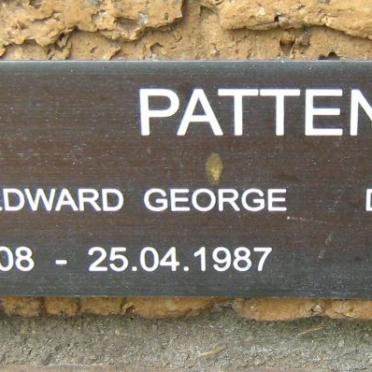 PATTEN
EDWARD GEORGE
08 - 25.04.1987